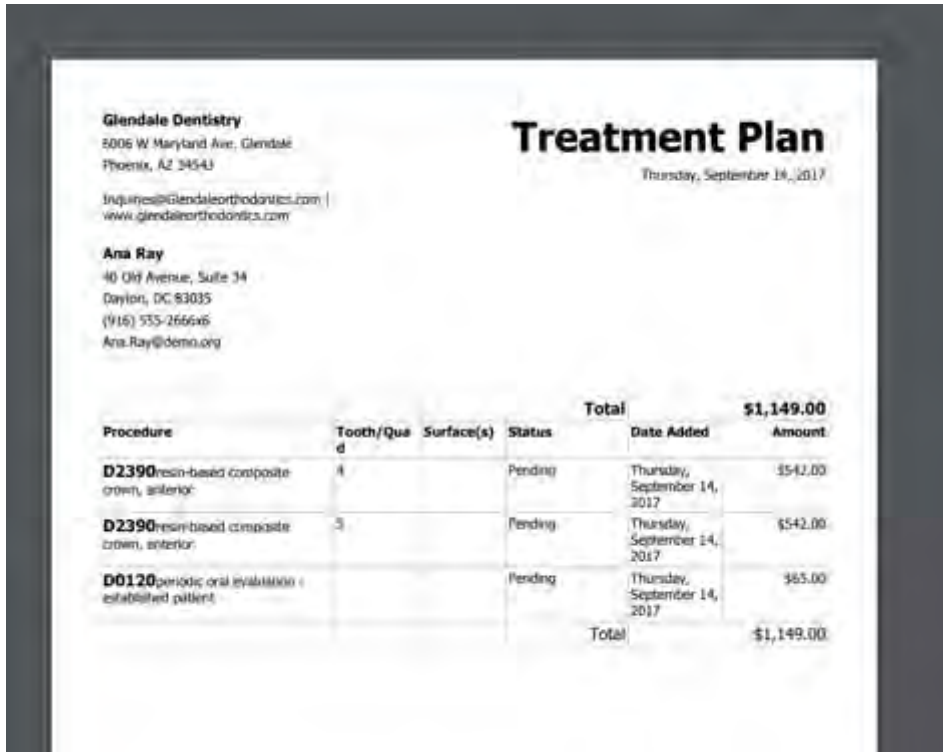 Glendale Dentistry
6006 W Maryland Ave, Glendale
Phoenix, AZ 34543
Inquiries@Glendaleorthodontics.com |
www.glendaleorthodontics.com
Treatment Plan
Thursday, September 14, 2017
Ana Ray
40 Old Avenue, Suite 34
Dayton, DC 83035
(916) 555-2666x6
Ana.Ray@demo.org
Total $1,149.00
Procedure Tooth/Qua Surface(s) Status Date Added Amount
d
D2390resin-based composite 4 Pending Thursday, $542.00
crown, anterior September 14,
2017
D2390resin-based composite 5 Pending Thursday, $542.00
crown, anterior September 14,
2017
D0120periodic oral evaluation - Pending Thursday, $65.00
established patient September 14,
2017
Total $1,149.00